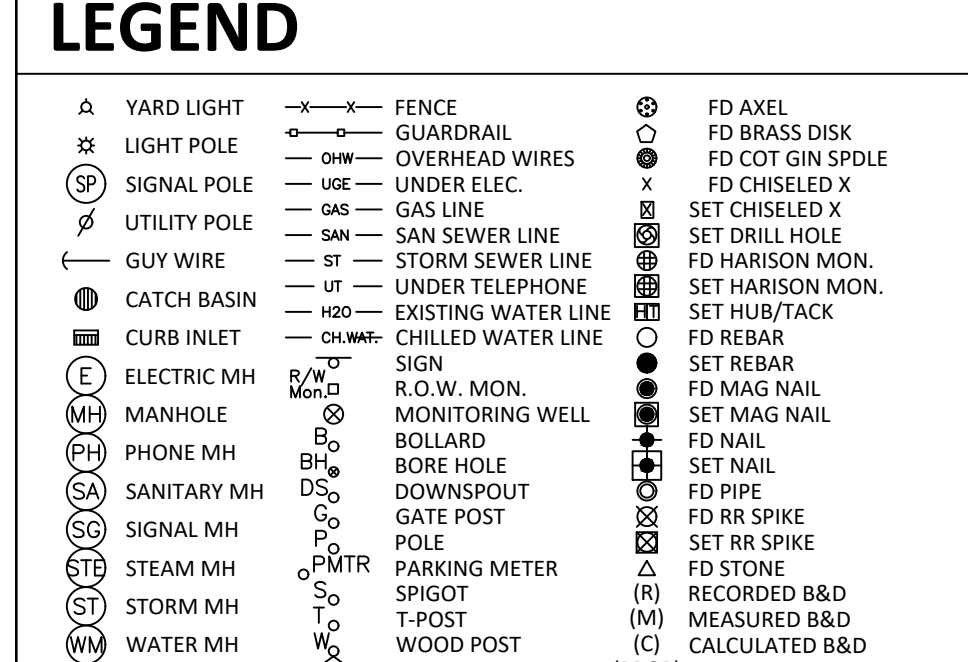 LEGEND
YARD LIGHT
LIGHT POLE
SP SIGNAL POLE
UTILITY POLE
GUY WIRE
CATCH BASIN
CURB INLET
E ELECTRIC MH
MH MANHOLE
PH PHONE MH
SA SANITARY MH
SG SIGNAL MH
STE STEAM MH
ST STORM MH
WM WATER MH
X X FENCE
GUARDRAIL
OHW OVERHEAD WIRES
UGE UNDER ELEC.
GAS GAS LINE
SAN SAN SEWER LINE
ST STORM SEWER LINE
UT UNDER TELEPHONE
H2O EXISTING WATER LINE
CH.WAT. CHILLED WATER LINE
SIGN
R/W Mon. R.O.W. MON.
MONITORING WELL
B BOLLARD
BH BORE HOLE
DS DOWNSPOUT
G GATE POST
P POLE
PMTR PARKING METER
S SPIGOT
T T-POST
W WOOD POST
FD AXEL
FD BRASS DISK
FD COT GIN SPDLE
X FD CHISELED X
SET CHISELED X
SET DRILL HOLE
FD HARISON MON.
SET HARISON MON.
HT SET HUB/TACK
FD REBAR
SET REBAR
FD MAG NAIL
SET MAG NAIL
FD NAIL
SET NAIL
FD PIPE
FD RR SPIKE
SET RR SPIKE
FD STONE
(R) RECORDED B&D
(M) MEASURED B&D
(C) CALCULATED B&D